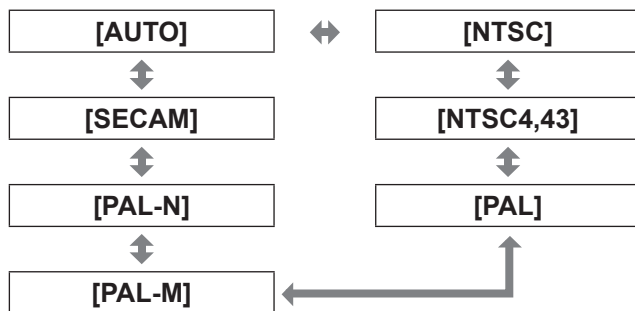 [AUTO]
[NTSC]
[SECAM]
[NTSC4,43]
[PAL-N]
[PAL]
[PAL-M]